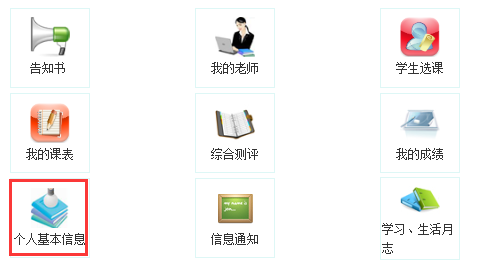 告知书
我的老师
学生选课
我的课表
综合测评
我的成绩
个人基本信息
信息通知
学习、生活月
志